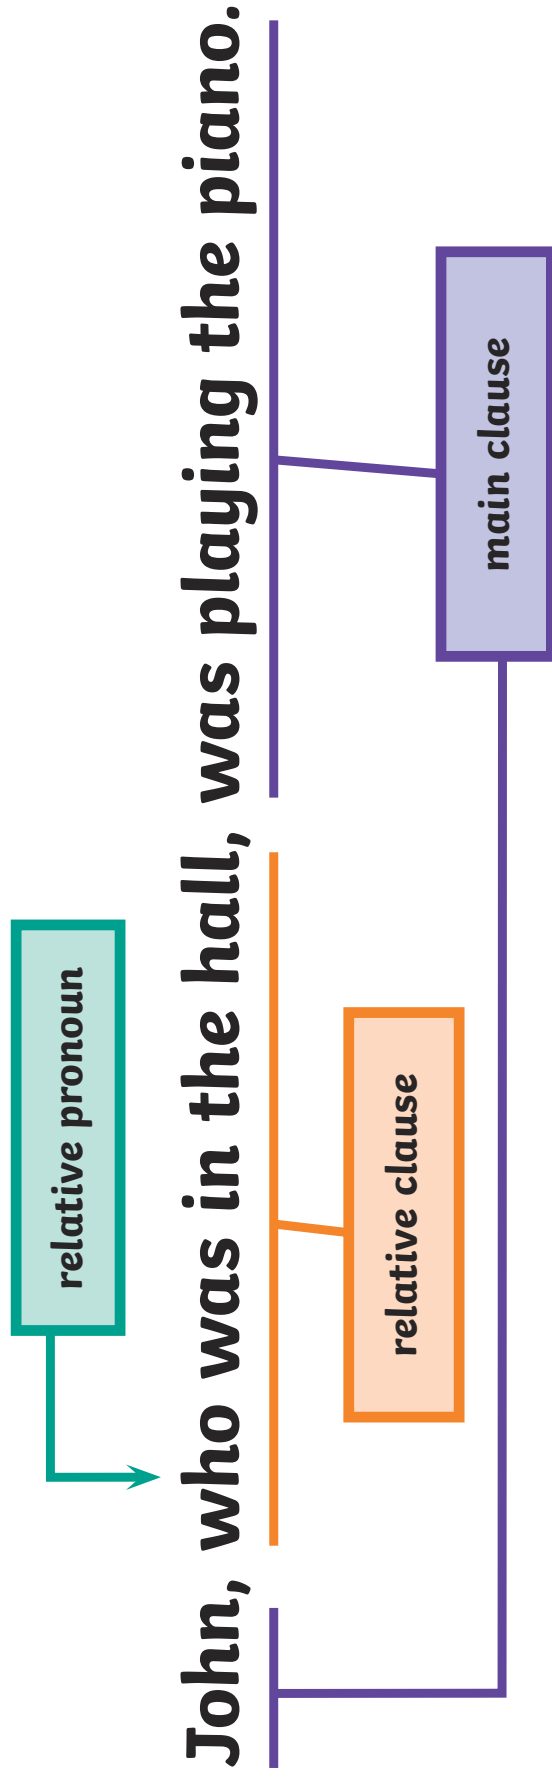 relative pronoun
John, who was in the hall, was playing the piano.
relative clause
main clause